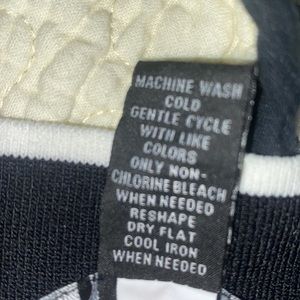 MACHINE WASH
COLD
GENTLE CYCLE
WITH LIKE
COLORS
ONLY NON-
CHLORINE BLEACH
WHEN NEEDED
RESHAPE
DRY FLAT
COOL IRON
WHEN NEEDED